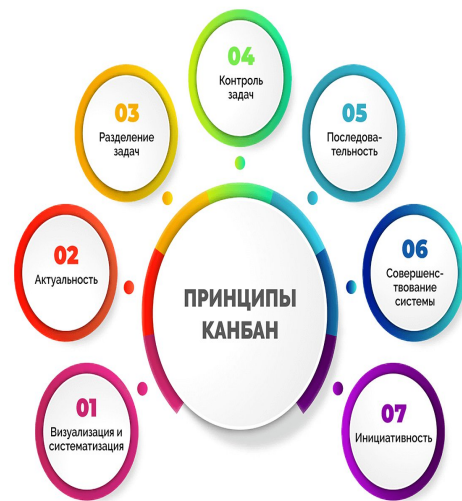 04
Контроль
задач
03
Разделение
задач
05
Последова-
тельность
02
Актуальность
06
Совершенс-
твование
системы
ПРИНЦИПЫ
КАНБАН
01
Визуализация и
систематизация
07
Инициативность